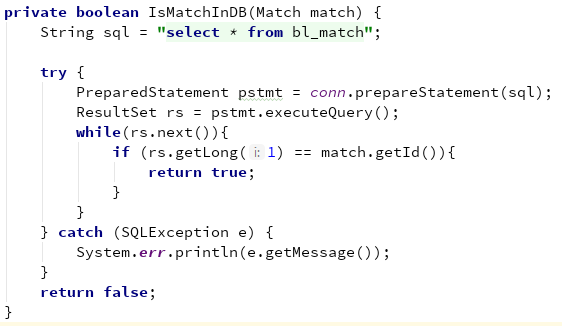 private boolean IsMatchInDB(Match match) {
    String sql = "select * from bl_match";

    try {
        PreparedStatement pstmt = conn.prepareStatement(sql);
        ResultSet rs = pstmt.executeQuery();
        while(rs.next()){
            if (rs.getLong( i: 1) == match.getId()){
                return true;
            }
        }
    } catch (SQLException e) {
        System.err.println(e.getMessage());
    }
    return false;
}